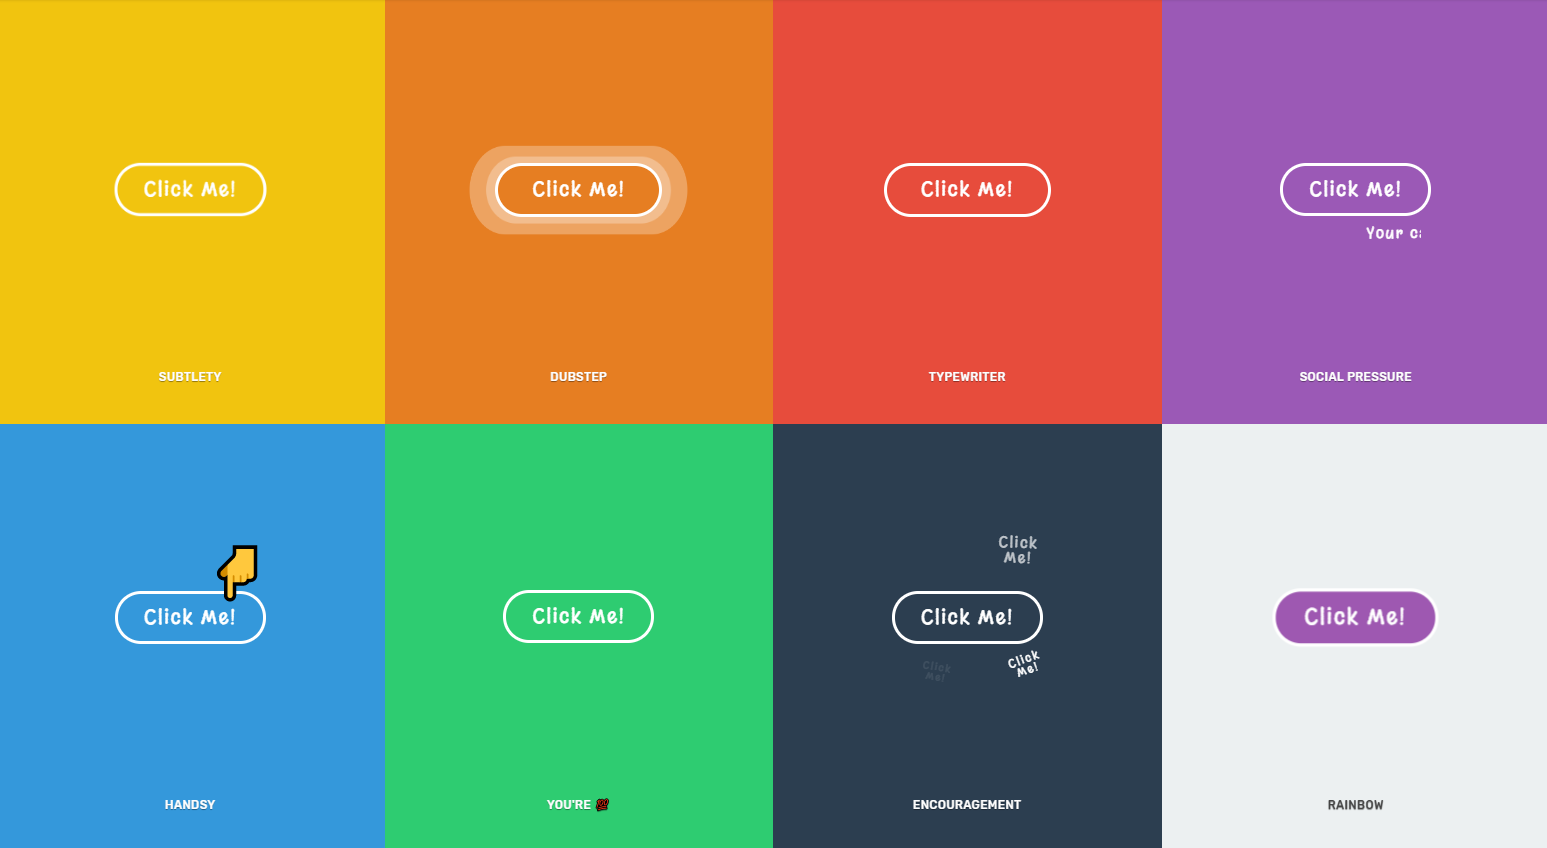 Click Me!
Click Me!
Click Me!
Click Me!
Your
SUBTLETY
DUBSTEP
TYPEWRITER
SOCIAL PRESSURE
Click
Me!
Click Me!
Click Me!
Click Me!
Click Me!
Click
Me!
Click
Me!
HANDSY
YOU'RE 💯
ENCOURAGEMENT
RAINBOW